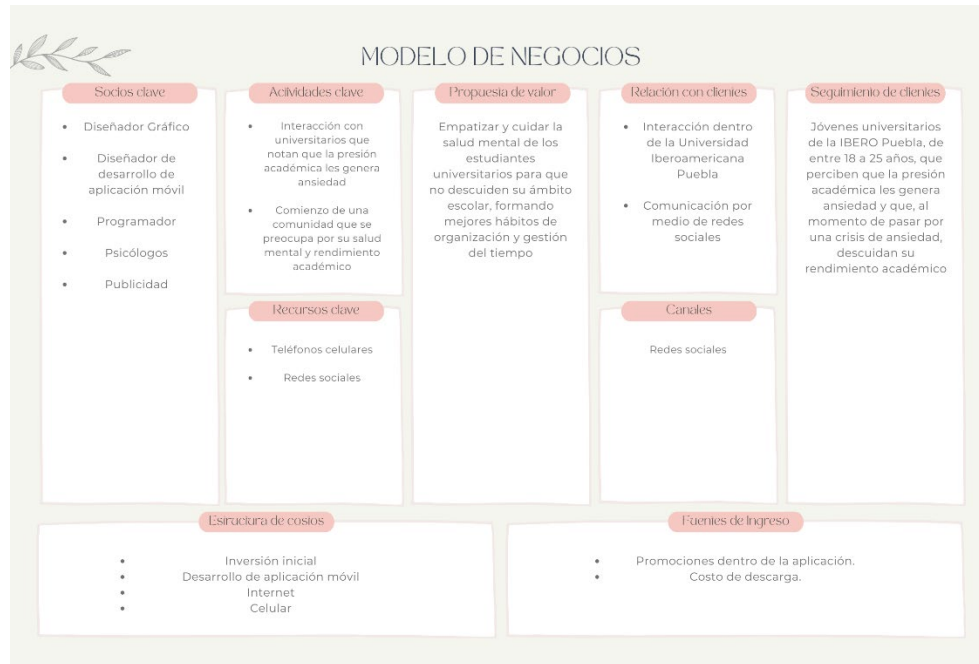 MODELO DE NEGOCIOS
Socios clave
• Diseñador Gráfico
• Diseñador de
desarrollo de
aplicación móvil
• Programador
• Psicólogos
• Publicidad
Actividades clave
• Interacción con
universitarios que
notan que la presión
académica les genera
ansiedad
• Comienzo de una
comunidad que se
preocupa por su salud
mental y rendimiento
académico
Recursos clave
• Teléfonos celulares
• Redes sociales
Propuesta de valor
Empatizar y cuidar la
salud mental de los
estudiantes
universitarios para que
no descuiden su ámbito
escolar, formando
mejores hábitos de
organización y gestión
del tiempo
Relación con clientes
• Interacción dentro
de la Universidad
Iberoamericana
Puebla
• Comunicación por
medio de redes
sociales
Canales
Redes sociales
Seguimiento de clientes
Jóvenes universitarios
de la IBERO Puebla, de
entre 18 a 25 años, que
perciben que la presión
académica les genera
ansiedad y que, al
momento de pasar por
una crisis de ansiedad,
descuidan su
rendimiento académico
Estructura de costos
• Inversión inicial
• Desarrollo de aplicación móvil
• Internet
• Celular
Fuentes de Ingreso
• Promociones dentro de la aplicación.
• Costo de descarga.